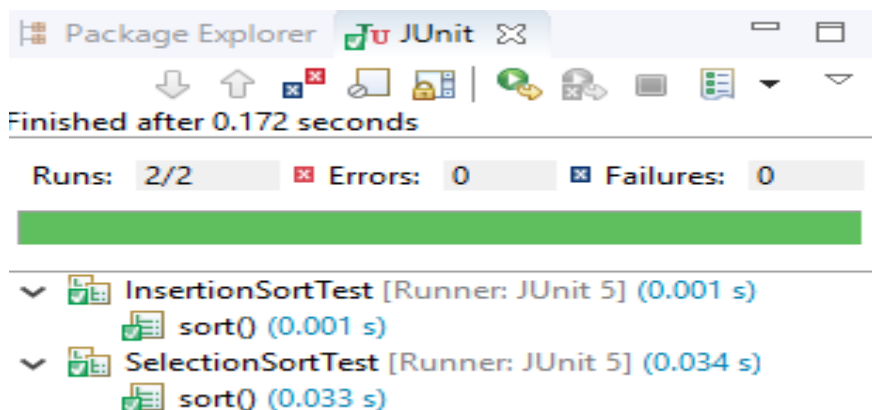 Package Explorer JUnit
Finished after 0.172 seconds
Runs: 2/2 Errors: 0 Failures: 0
InsertionSortTest [Runner: JUnit 5] (0.001 s)
sort() (0.001 s)
SelectionSortTest [Runner: JUnit 5] (0.034 s)
sort() (0.033 s)